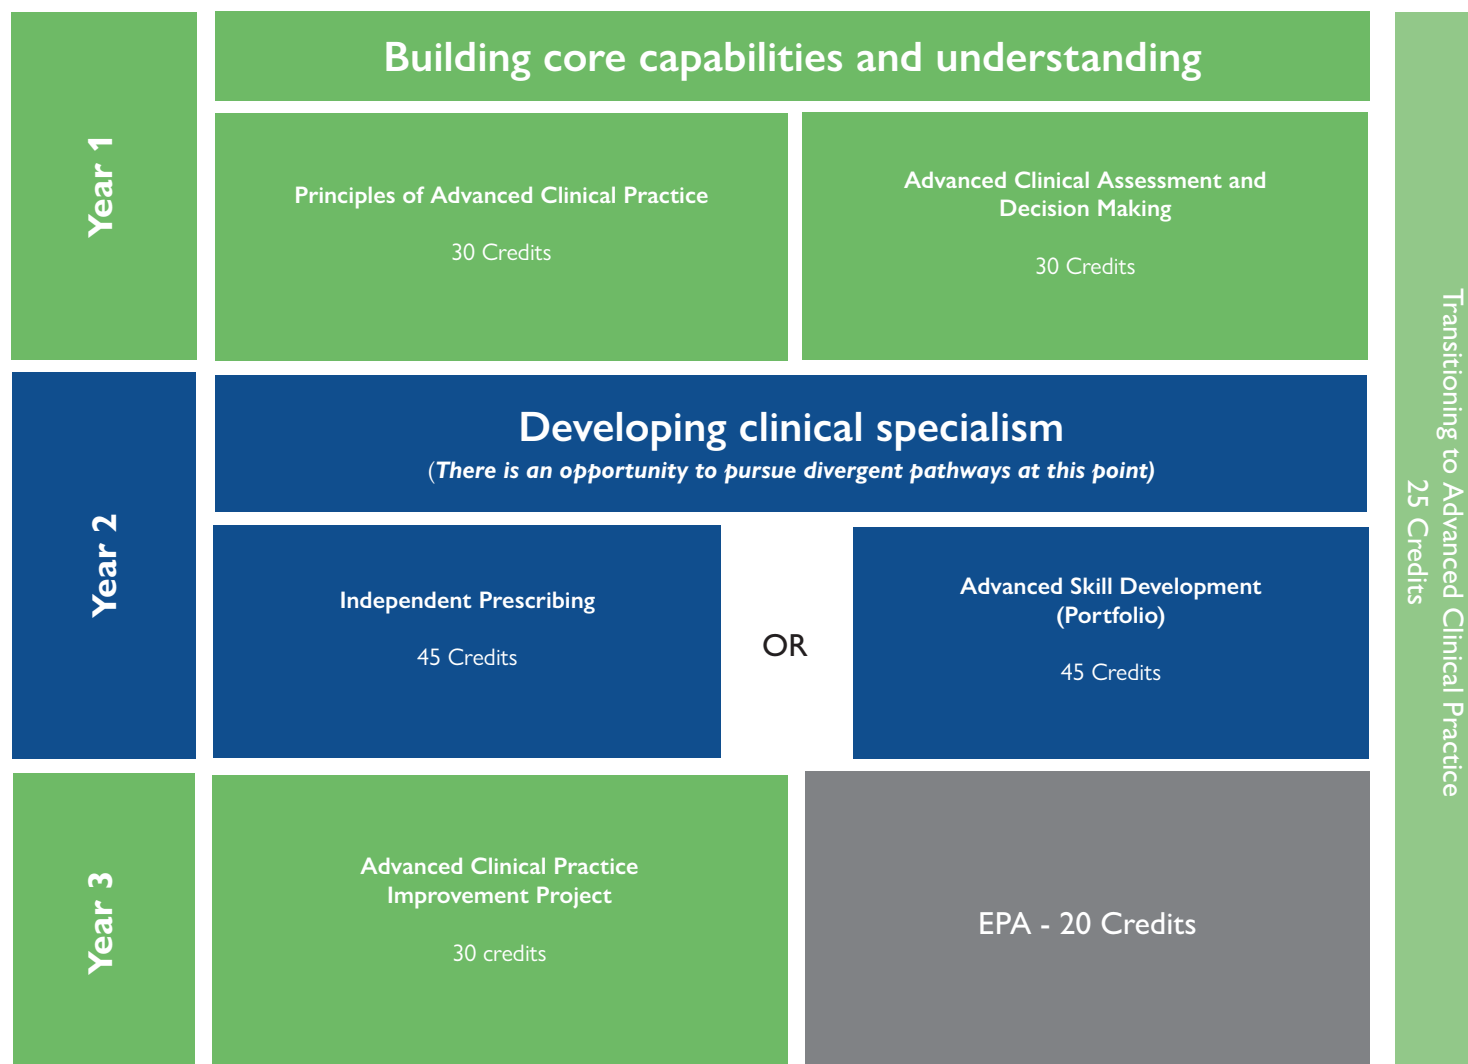 Year 1
Building core capabilities and understanding
Principles of Advanced Clinical Practice
30 Credits
Advanced Clinical Assessment and
Decision Making
30 Credits
Year 2
Developing clinical specialism
(There is an opportunity to pursue divergent pathways at this point)
Independent Prescribing
45 Credits
OR
Advanced Skill Development
(Portfolio)
45 Credits
Year 3
Advanced Clinical Practice
Improvement Project
30 credits
EPA - 20 Credits
Transitioning to Advanced Clinical Practice
25 Credits